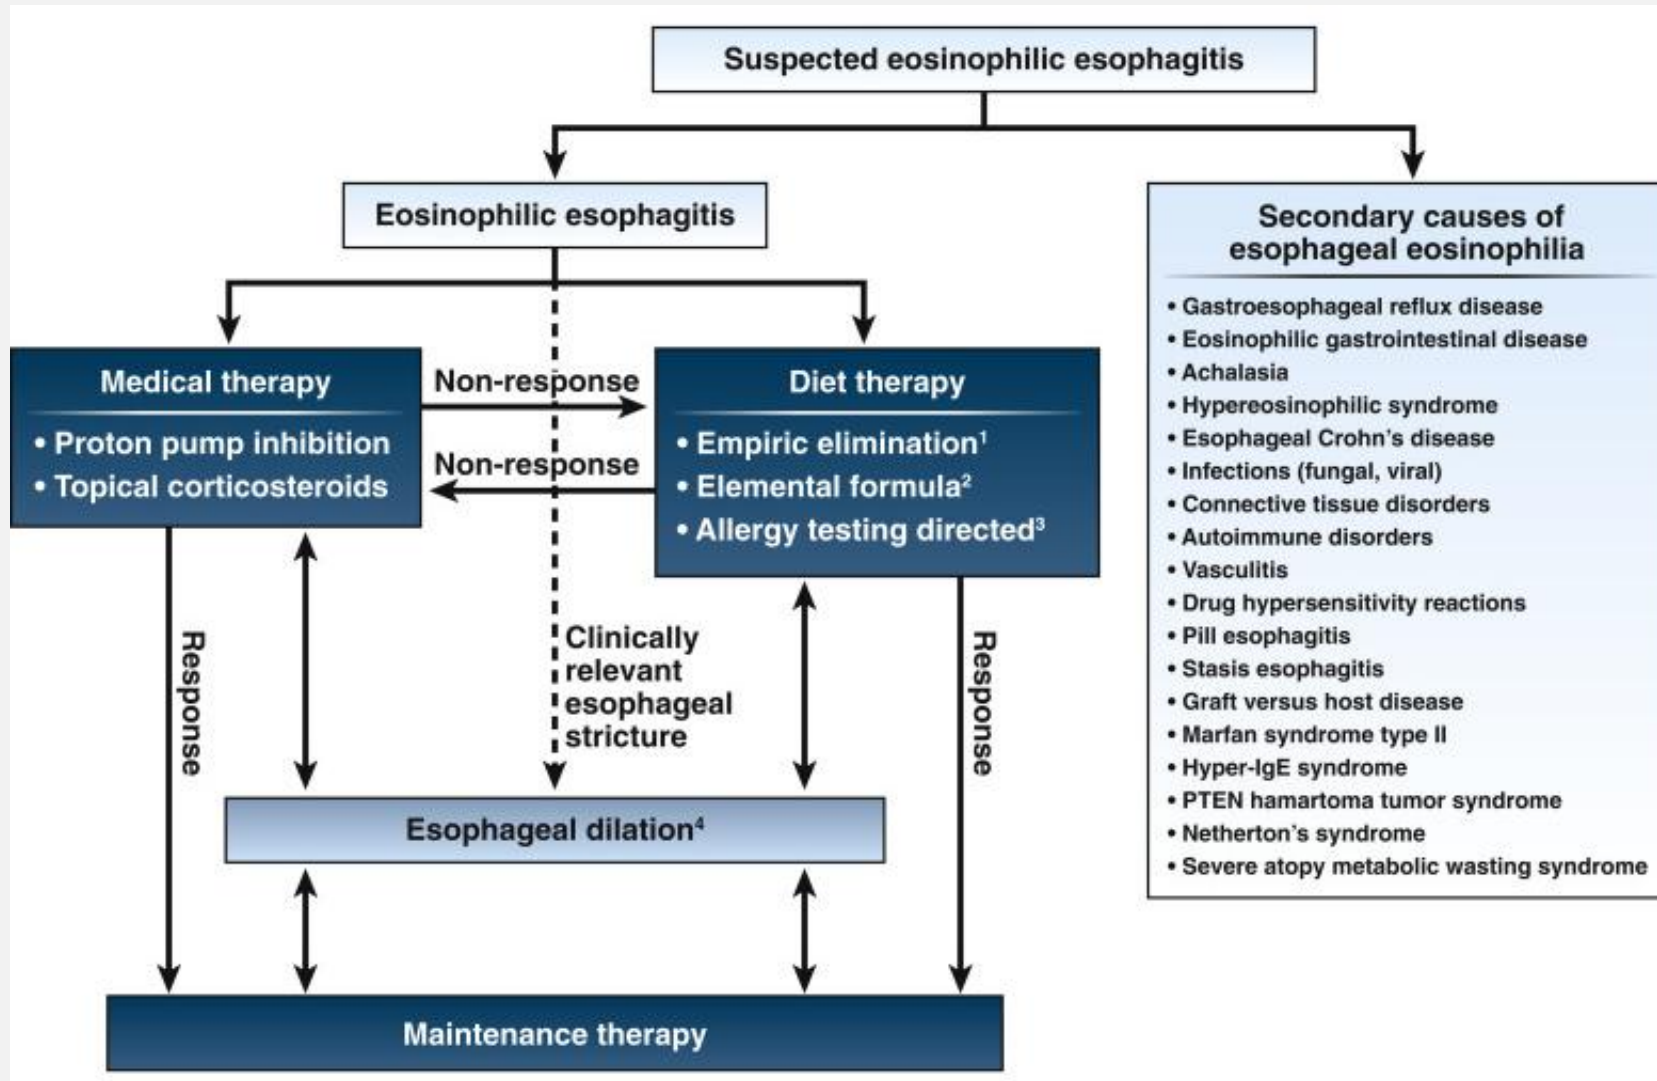 Suspected eosinophilic esophagitis
Eosinophilic esophagitis
Secondary causes of
esophageal eosinophilia
• Gastroesophageal reflux disease
• Eosinophilic gastrointestinal disease
• Achalasia
• Hypereosinophilic syndrome
• Esophageal Crohn's disease
• Infections (fungal, viral)
• Connective tissue disorders
• Autoimmune disorders
• Vasculitis
• Drug hypersensitivity reactions
• Pill esophagitis
• Stasis esophagitis
• Graft versus host disease
• Marfan syndrome type II
• Hyper-IgE syndrome
• PTEN hamartoma tumor syndrome
• Netherton's syndrome
• Severe atopy metabolic wasting syndrome
Medical therapy
• Proton pump inhibition
• Topical corticosteroids
Non-response
Non-response
Diet therapy
• Empiric elimination¹
• Elemental formula²
• Allergy testing directed³
Response
Clinically
relevant
esophageal
stricture
Response
Esophageal dilation⁴
Maintenance therapy